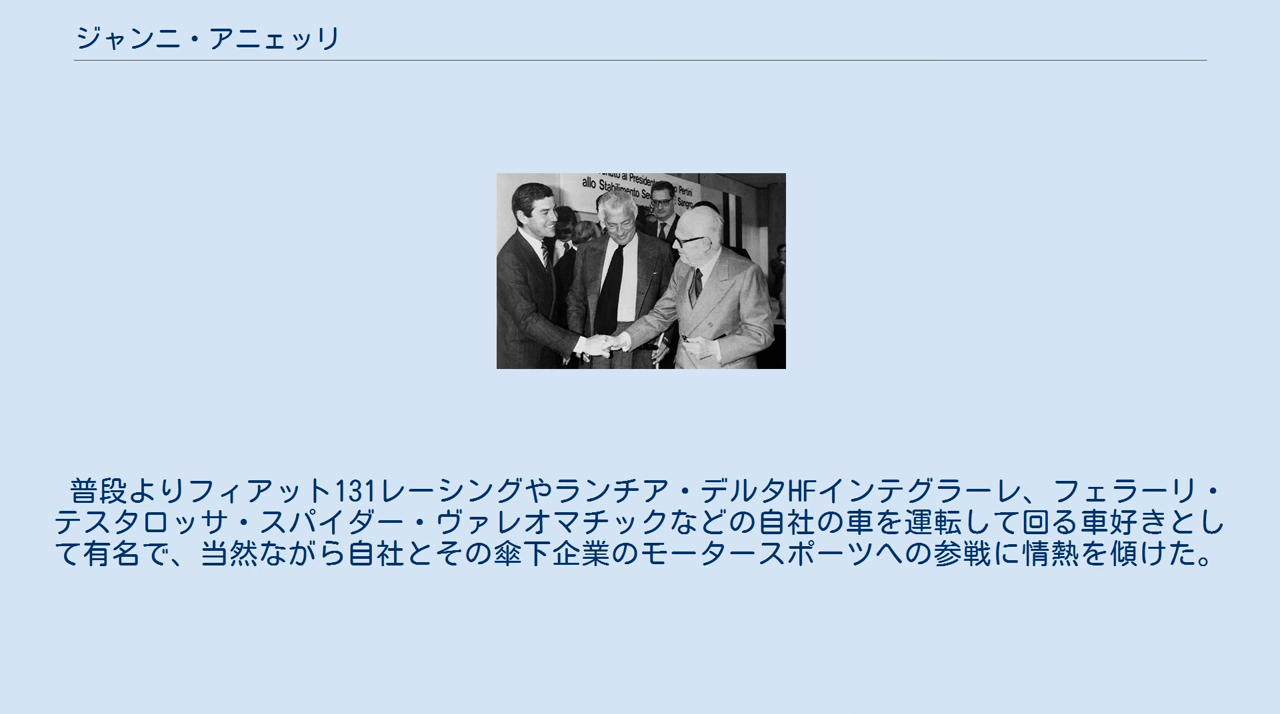 ジャンニ・アニェッリ
al Presidente
Pertini
allo Stabilimento
Sangro
普段よりフィアット131レーシングやランチア・デルタHFインテグラーレ、フェラーリ・
テスタロッサ・スパイダー・ヴァレオマチックなどの自社の車を運転して回る車好きとし
て有名で、当然ながら自社とその傘下企業のモータースポーツへの参戦に情熱を傾けた。